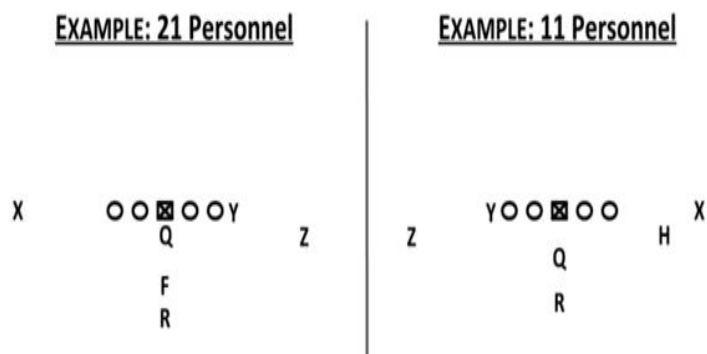 EXAMPLE: 21 Personnel
X Y
Q Z
F
R
EXAMPLE: 11 Personnel
Y X
Z H
Q
R